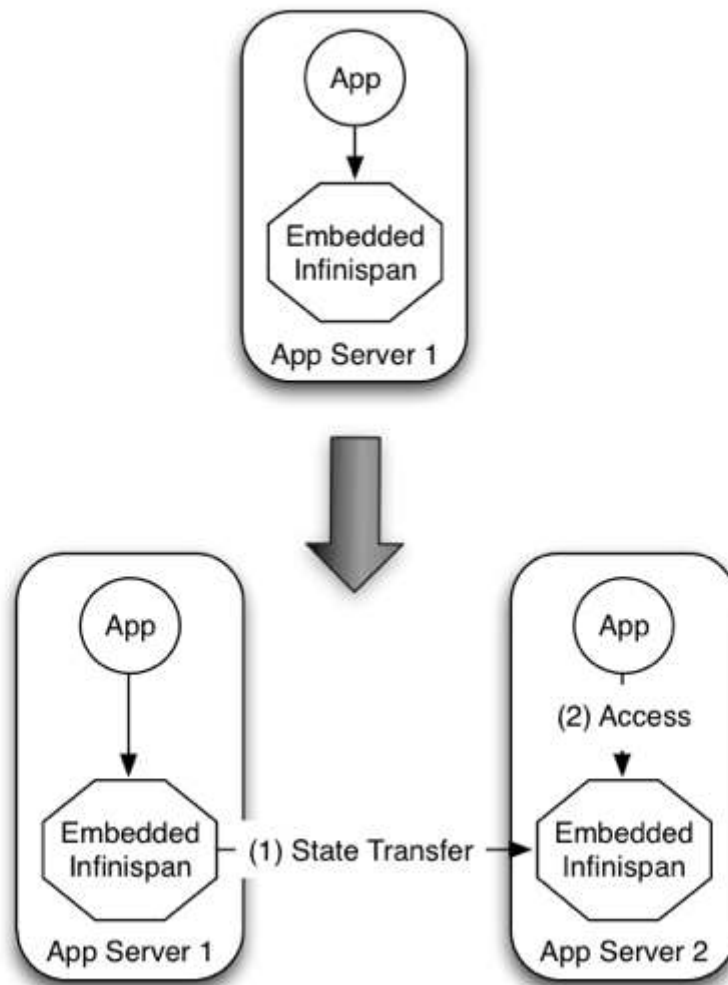 App
Embedded
Infinispan
App Server 1
App
App
(2) Access
Embedded
Infinispan
(1) State Transfer
Embedded
Infinispan
App Server 1
App Server 2